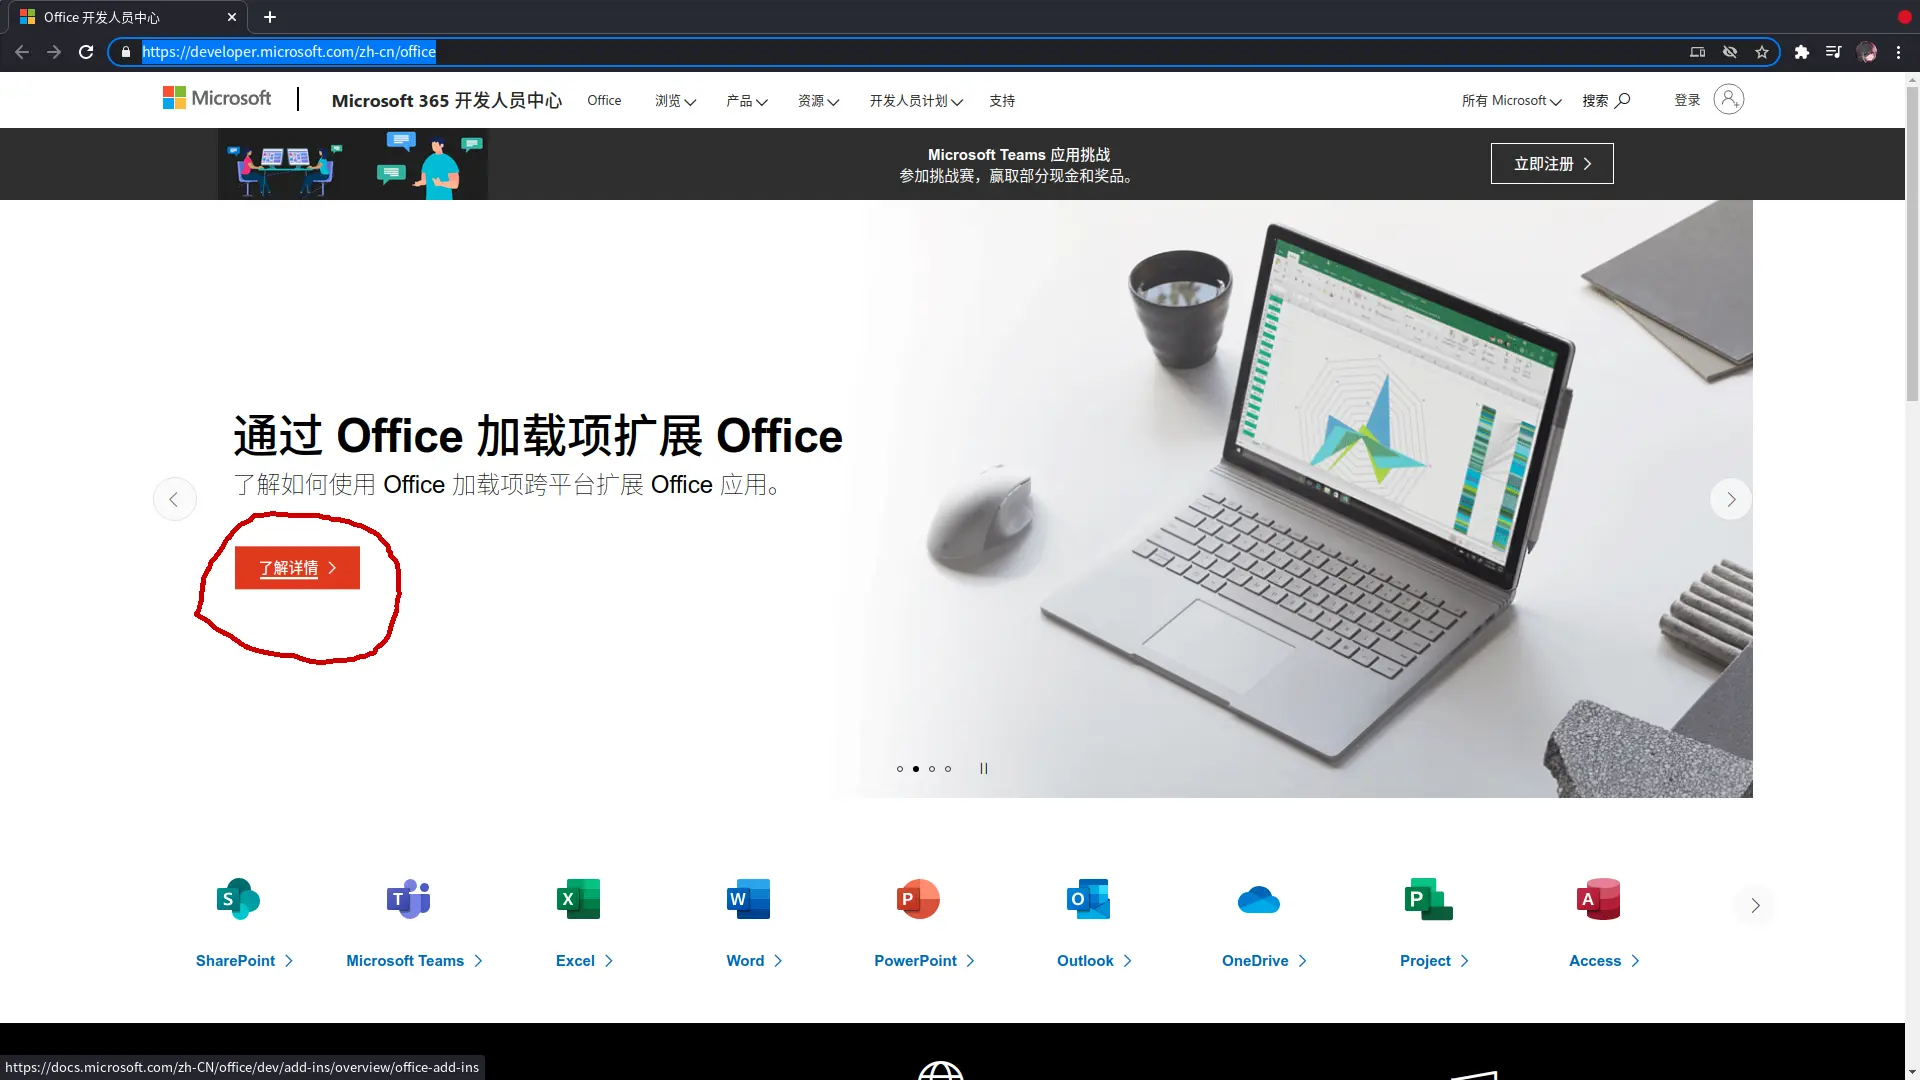 Office 开发人员中心
https://developer.microsoft.com/zh-cn/office
Microsoft
Microsoft 365 开发人员中心
Office
浏览
产品
资源
开发人员计划
支持
所有 Microsoft
搜索
登录
Microsoft Teams 应用挑战
参加挑战赛，赢取部分现金和奖品。
立即注册
通过 Office 加载项扩展 Office
了解如何使用 Office 加载项跨平台扩展 Office 应用。
了解详情
SharePoint
Microsoft Teams
Excel
Word
PowerPoint
Outlook
OneDrive
Project
Access
https://docs.microsoft.com/zh-CN/office/dev/add-ins/overview/office-add-ins